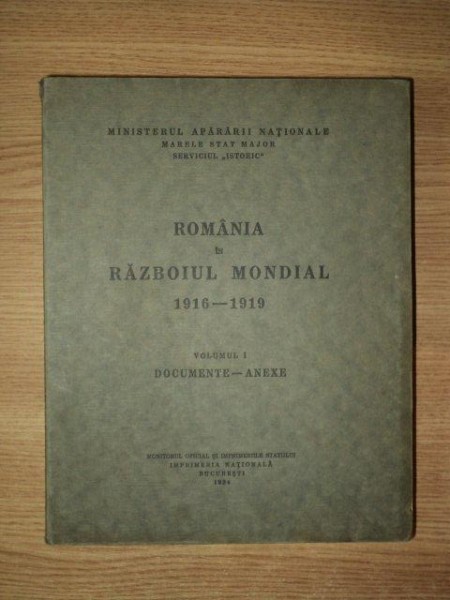 MINISTERUL APĂRĂRII NAȚIONALE
MARELE STAT MAJOR
SERVICIUL „ISTORIC"
ROMÂNIA
ÎN
RĂZBOIUL MONDIAL
1916—1919
VOLUMUL I
DOCUMENTE—ANEXE
MONITORUL OFICIAL ȘI IMPRIMERIILE STATULUI
IMPRIMERIA NAȚIONALĂ
BUCUREȘTI
1934